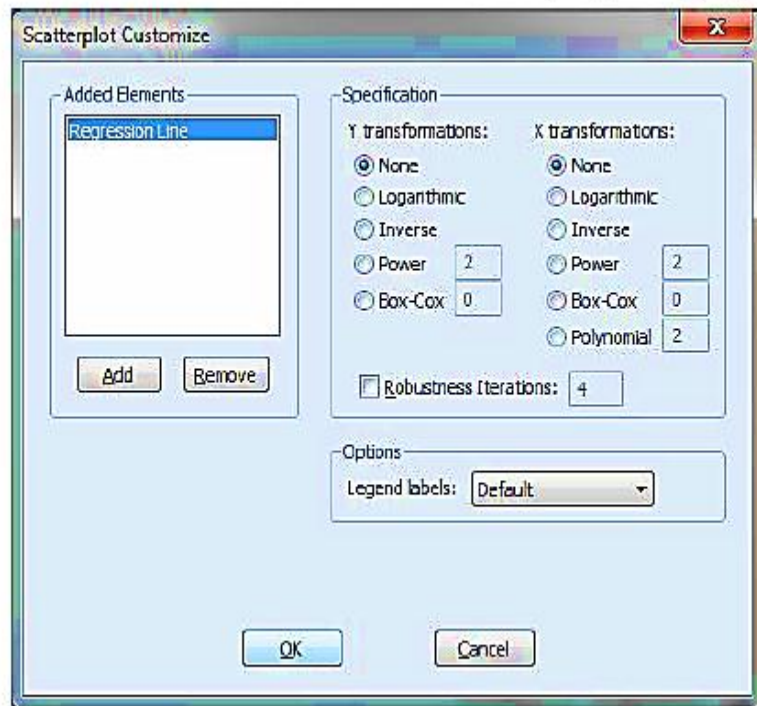 Scatterplot Customize
x
Added Elements
Regression Line
Add
Remove
Specification
Y transformations:
None
Logarithmic
Inverse
Power 2
Box-Cox 0
X transformations:
None
Logarithmic
Inverse
Power 2
Box-Cox 0
Polynomial 2
Robustness Iterations: 4
Options
Legend labels: Default
OK
Cancel